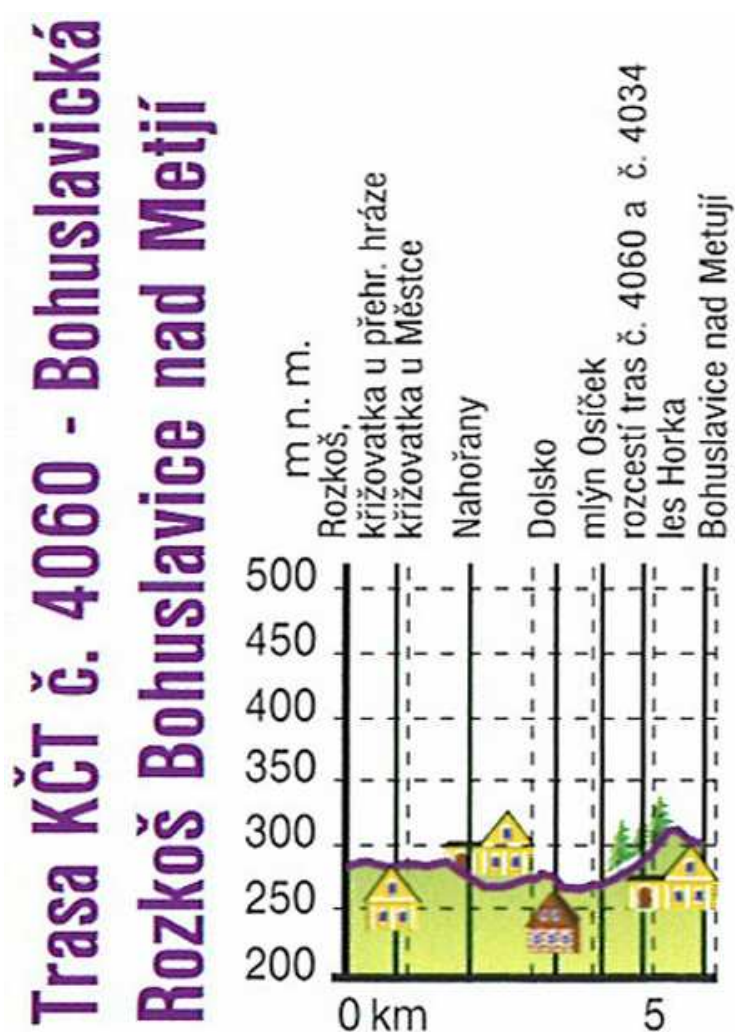 Trasa KČT č. 4060 - Bohuslavická
Rozkoš Bohuslavice nad Metjí
m n. m.
Rozkoš,
křižovatka u přehr. hráze
křižovatka u Městce
Nahořany
Dolsko
mlýn Osíček
rozcestí tras č. 4060 a č. 4034
les Horka
Bohuslavice nad Metují
500
450
400
350
300
250
200
0 km
5